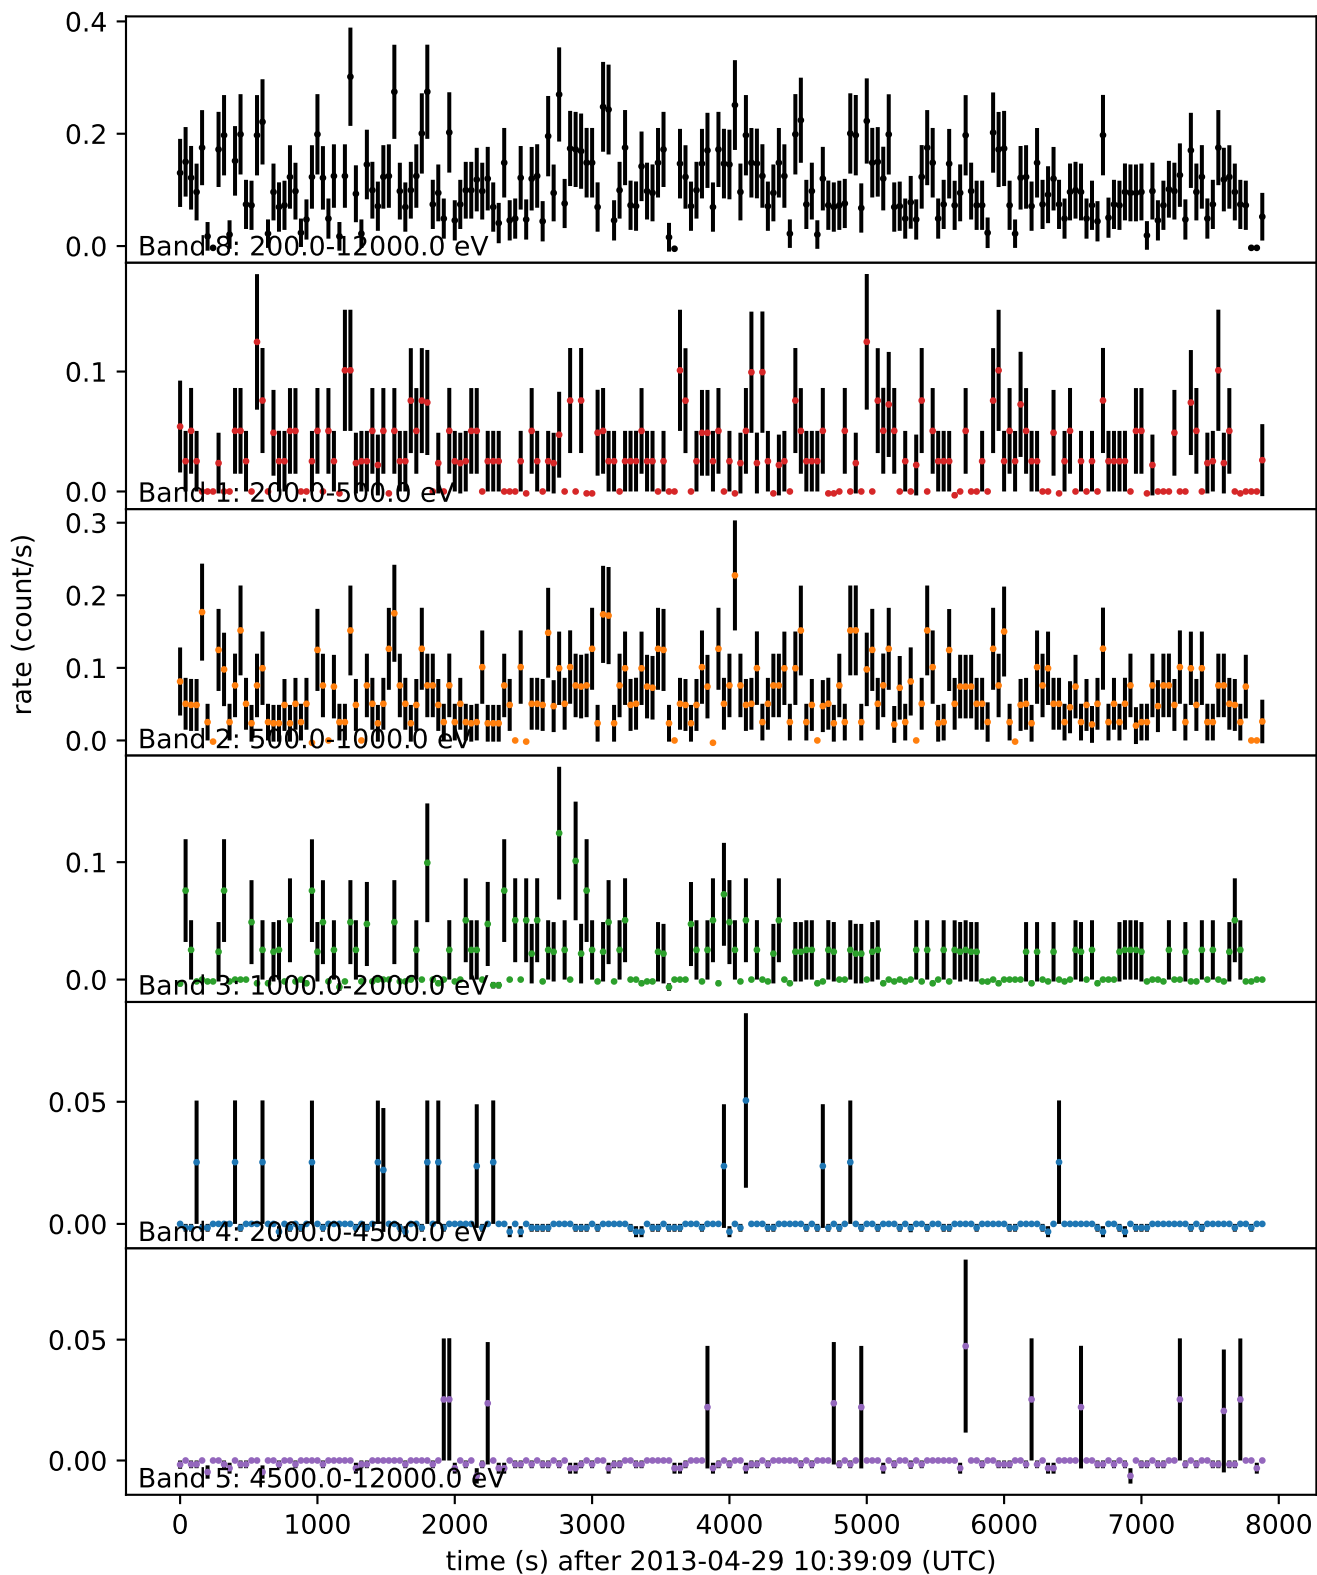 0.4
0.2
0.0
Band 8: 200.0-12000.0 eV
0.1
0.0
Band 1: 200.0-500.0 eV
0.3
0.2
0.1
0.0
Band 2: 500.0-1000.0 eV
rate (count/s)
0.1
0.0
Band 3: 1000.0-2000.0 eV
0.05
0.00
Band 4: 2000.0-4500.0 eV
0.05
0.00
Band 5: 4500.0-12000.0 eV
0 1000 2000 3000 4000 5000 6000 7000 8000
time (s) after 2013-04-29 10:39:09 (UTC)